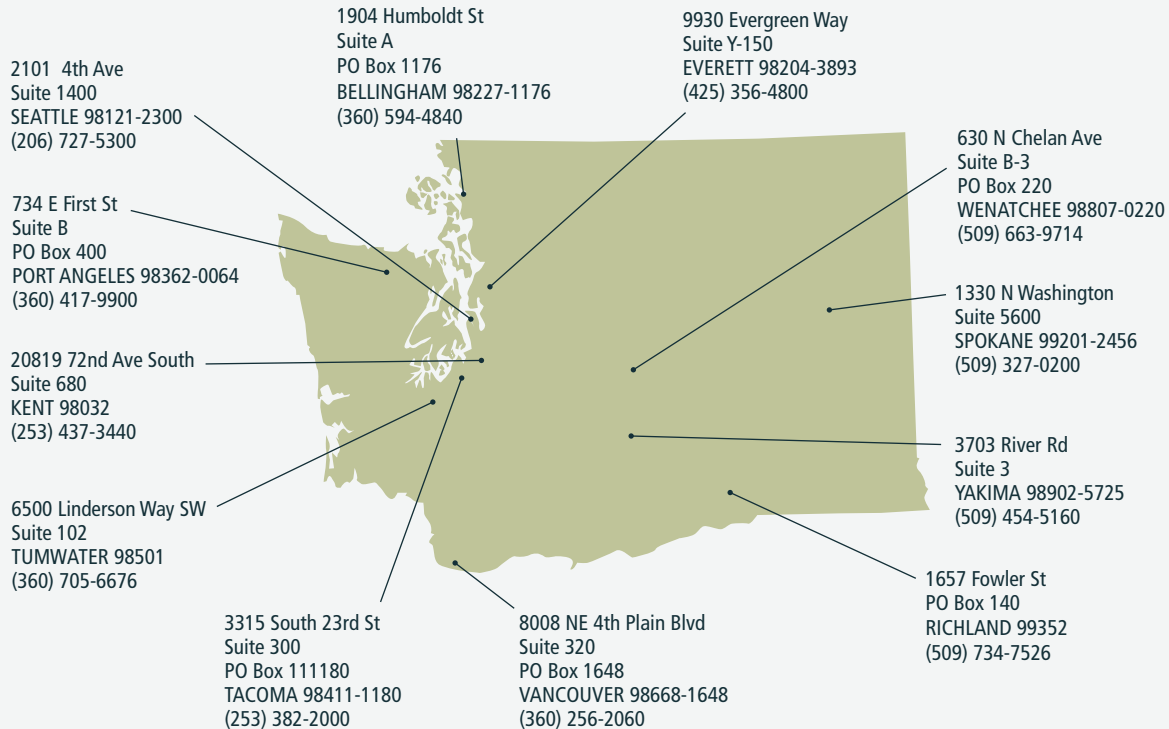 1904 Humboldt St
Suite A
PO Box 1176
BELLINGHAM 98227-1176
(360) 594-4840
9930 Evergreen Way
Suite Y-150
EVERETT 98204-3893
(425) 356-4800
2101  4th Ave
Suite 1400
SEATTLE 98121-2300
(206) 727-5300
630 N Chelan Ave
Suite B-3
PO Box 220
WENATCHEE 98807-0220
(509) 663-9714
734 E First St
Suite B
PO Box 400
PORT ANGELES 98362-0064
(360) 417-9900
1330 N Washington
Suite 5600
SPOKANE 99201-2456
(509) 327-0200
20819 72nd Ave South
Suite 680
KENT 98032
(253) 437-3440
3703 River Rd
Suite 3
YAKIMA 98902-5725
(509) 454-5160
6500 Linderson Way SW
Suite 102
TUMWATER 98501
(360) 705-6676
1657 Fowler St
PO Box 140
RICHLAND 99352
(509) 734-7526
3315 South 23rd St
Suite 300
PO Box 111180
TACOMA 98411-1180
(253) 382-2000
8008 NE 4th Plain Blvd
Suite 320
PO Box 1648
VANCOUVER 98668-1648
(360) 256-2060